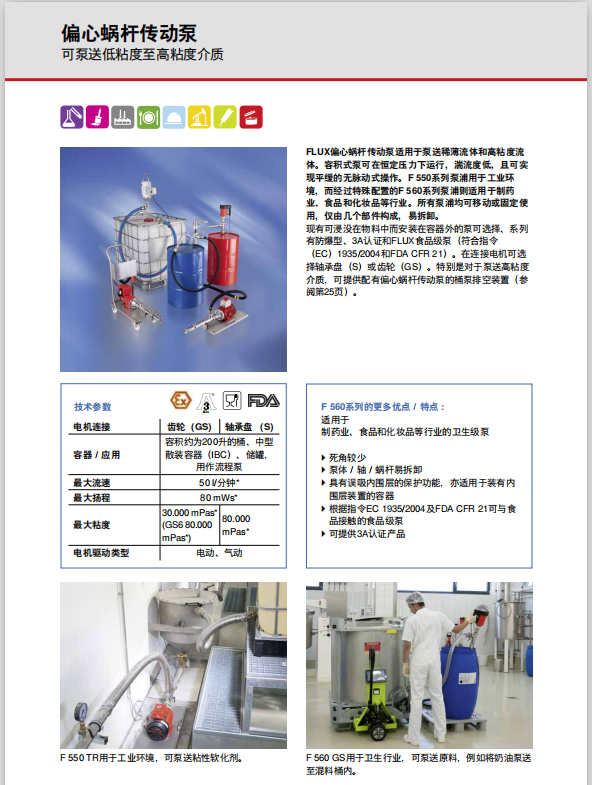 偏心蜗杆传动泵
可泵送低粘度至高粘度介质
FLUX偏心蜗杆传动泵适用于泵送稀薄流体和高粘度流
体。容积式泵可在恒定压力下运行，湍流度低，且可实
现平缓的无脉动式操作。F 550系列泵浦用于工业环
境，而经过特殊配置的F 560系列泵浦则适用于制药
业、食品和化妆品等行业。所有泵浦均可移动或固定使
用，仅由几个部件构成，易拆卸。
现有可浸没在物料中而安装在容器外的泵可选择、系列
有防爆型、3A认证和FLUX食品级泵（符合指令
（EC）1935/2004和FDA CFR 21）。在连接电机可选
择轴承盘（S）或齿轮（GS）。特别是对于泵送高粘度
介质，可提供配有偏心蜗杆传动泵的桶泵排空装置（参
阅第25页）。
技术参数
Ex
3
FDA
电机连接 齿轮（GS） 轴承盘 （S)
容器 / 应用 容积约为200升的桶、中型
散装容器（IBC）、储罐，
用作流程泵
最大流速 50 l/分钟*
最大扬程 80 mWs*
最大粘度 30.000 mPas*
(GS6 80.000
mPas*)
80.000
mPas*
电机驱动类型 电动、气动
F 560系列的更多优点 / 特点：
适用于
制药业、食品和化妆品等行业的卫生级泵
死角较少
泵体 / 轴 / 蜗杆易拆卸
具有误吸内围层的保护功能，亦适用于装有内
围层装置的容器
根据指令EC 1935/2004及FDA CFR 21可与食
品接触的食品级泵
可提供3A认证产品
F 550 TR用于工业环境，可泵送粘性软化剂。
F 560 GS用于卫生行业，可泵送原料，例如将奶油泵送
至混料桶内。